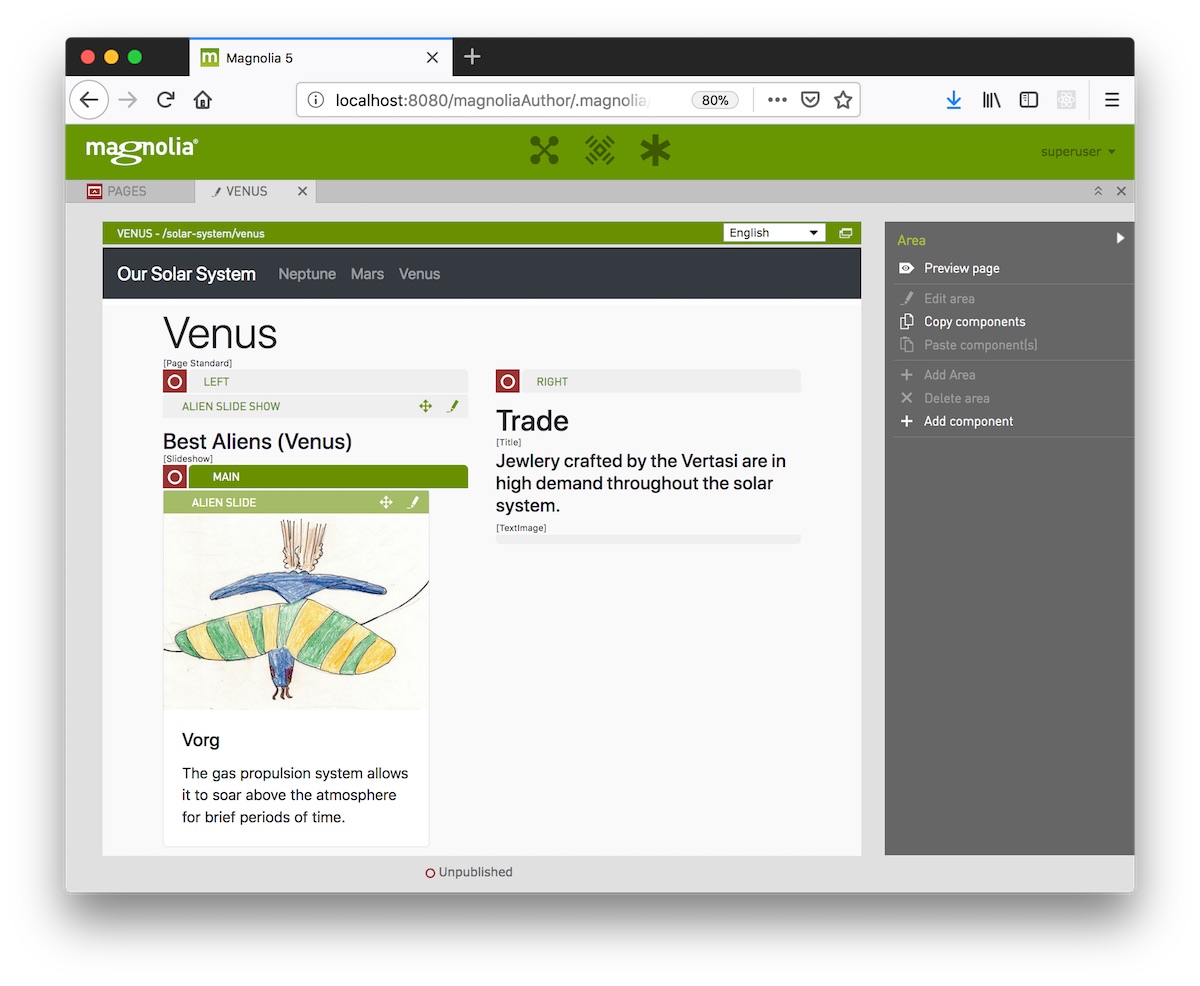 Magnolia 5
localhost:8080/magnoliaAuthor/.magnolia/
80%
magnolia®
superuser
PAGES
VENUS
VENUS - /solar-system/venus
English
Our Solar System Neptune Mars Venus
Venus
[Page Standard]
LEFT
ALIEN SLIDE SHOW
Best Aliens (Venus)
[Slideshow]
MAIN
ALIEN SLIDE
Vorg
The gas propulsion system allows
it to soar above the atmosphere
for brief periods of time.
RIGHT
Trade
[Title]
Jewlery crafted by the Vertasi are in
high demand throughout the solar
system.
[TextImage]
Area
Preview page
Edit area
Copy components
Paste component[s]
Add Area
Delete area
Add component
Unpublished